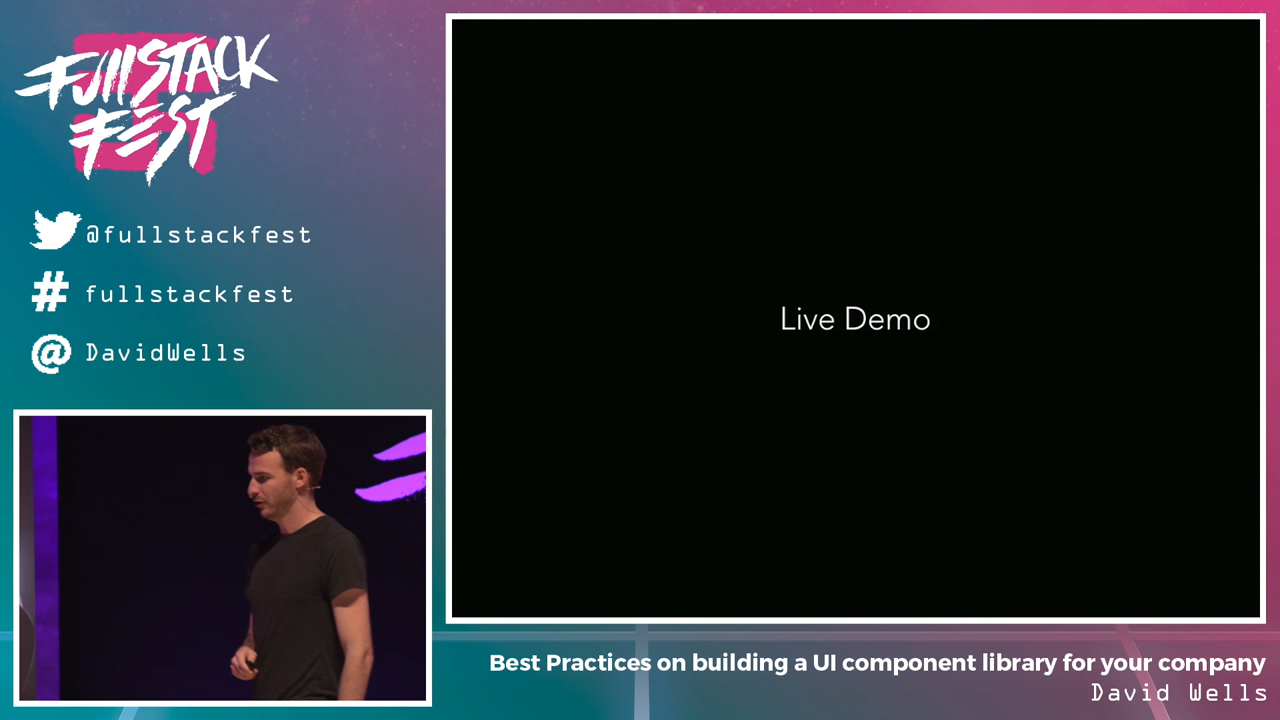 FullSTACK
FEST
@fullstackfest
# fullstackfest
@ DavidWells
Live Demo
Best Practices on building a UI component library for your company
David Wells